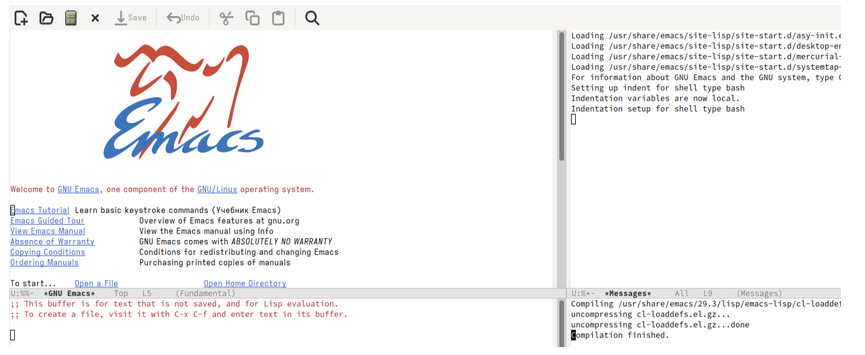 Save
Undo
Emacs
Welcome to GNU Emacs, one component of the GNU/Linux operating system.
Emacs Tutorial Learn basic keystroke commands (Учебник Emacs)
Emacs Guided Tour Overview of Emacs features at gnu.org
View Emacs Manual View the Emacs manual using Info
Absence of Warranty GNU Emacs comes with ABSOLUTELY NO WARRANTY
Copying Conditions Conditions for redistributing and changing Emacs
Ordering Manuals Purchasing printed copies of manuals
To start... Open a File Open Home Directory
U:%%- *GNU Emacs* Top L5 (Fundamental)
;; This buffer is for text that is not saved, and for Lisp evaluation.
;; To create a file, visit it with C-x C-f and enter text in its buffer.
Loading /usr/share/emacs/site-lisp/site-start.d/asy-init.e
Loading /usr/share/emacs/site-lisp/site-start.d/desktop-en
Loading /usr/share/emacs/site-lisp/site-start.d/mercurial-
Loading /usr/share/emacs/site-lisp/site-start.d/systemtap-
For information about GNU Emacs and the GNU system, type C
Setting up indent for shell type bash
Indentation variables are now local.
Indentation setup for shell type bash
U:%*- *Messages* All L9 (Messages)
Compiling /usr/share/emacs/29.3/lisp/emacs-lisp/cl-loaddef
uncompressing cl-loaddefs.el.gz...
uncompressing cl-loaddefs.el.gz...done
Compilation finished.